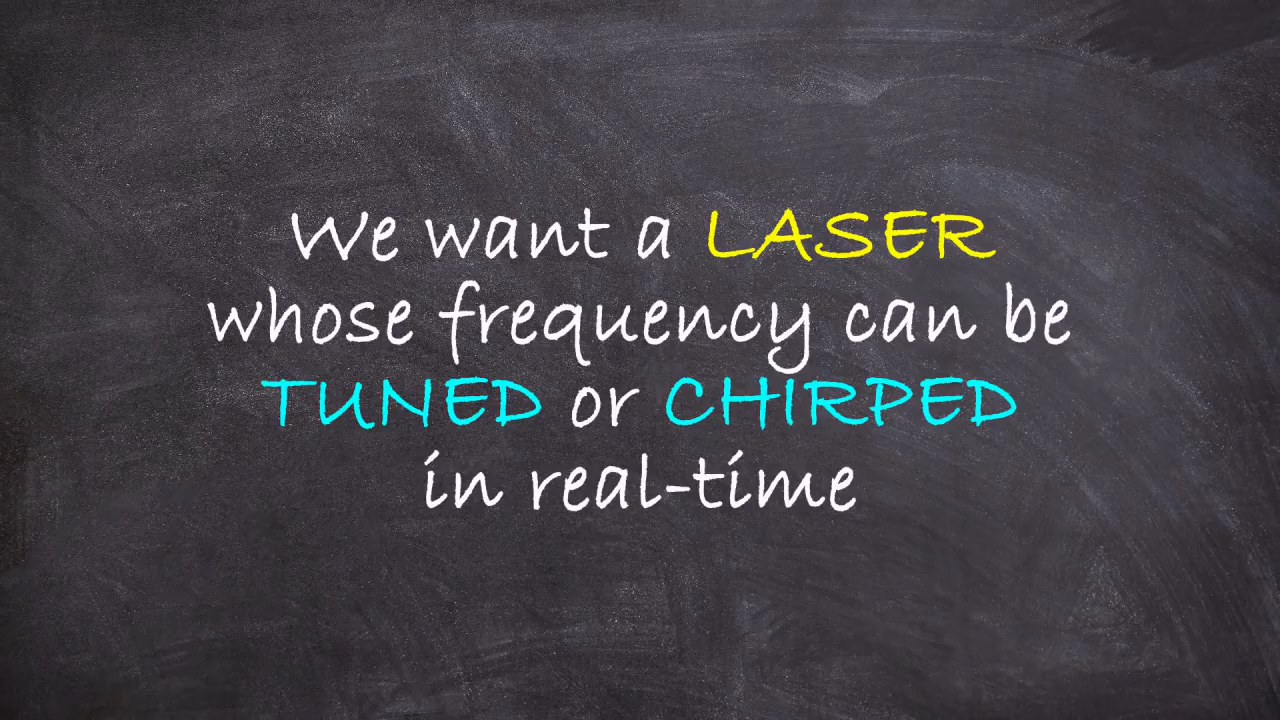 We want a LASER
whose frequency can be
TUNED or CHIRPED
in real-time